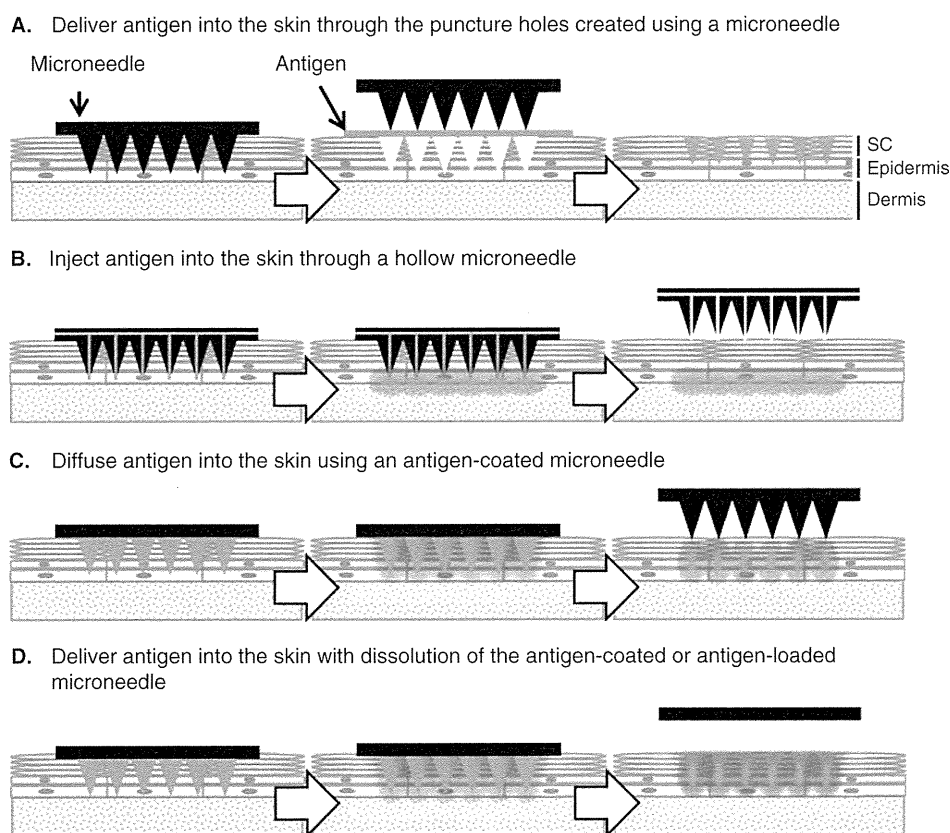 A. Deliver antigen into the skin through the puncture holes created using a microneedle
Microneedle
Antigen
SC
Epidermis
Dermis
B. Inject antigen into the skin through a hollow microneedle
C. Diffuse antigen into the skin using an antigen-coated microneedle
D. Deliver antigen into the skin with dissolution of the antigen-coated or antigen-loaded
microneedle